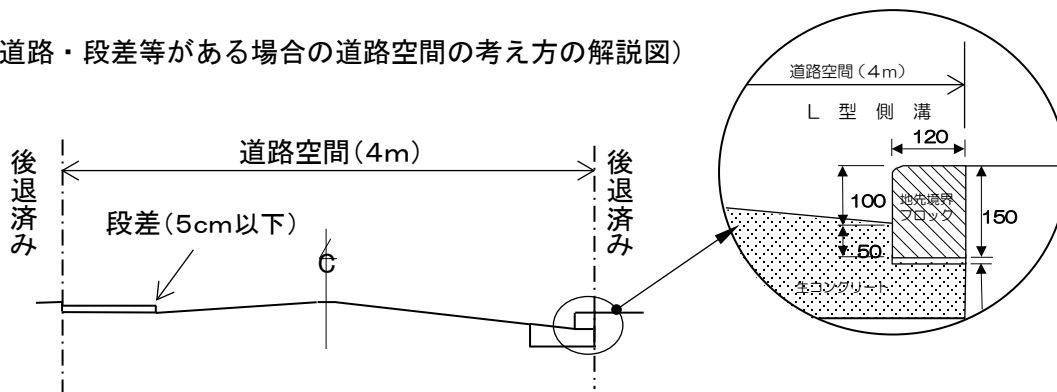 道路・段差等がある場合の道路空間の考え方の解説図)
道路空間(4m)
後退済み
後退済み
段差(5cm以下)
C
道路空間(4m)
L型側溝
120
100
50
150
地先境界
ブロック
生コンクリート